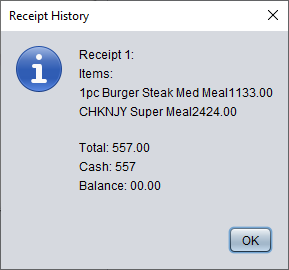 Receipt History
Receipt 1:
Items:
1pc Burger Steak Med Meal1133.00
CHKNJY Super Meal2424.00
Total: 557.00
Cash: 557
Balance: 00.00
OK